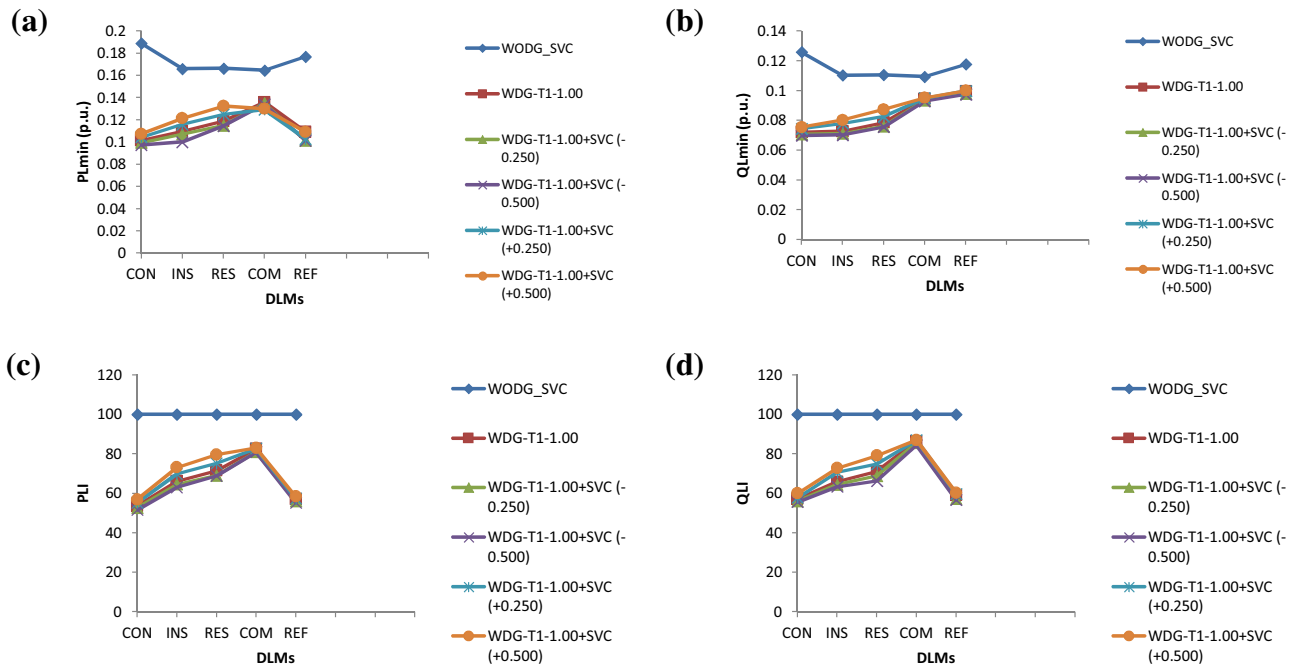 (a)
PLmin (p.u.)
0.2
0.18
0.16
0.14
0.12
0.1
0.08
0.06
0.04
0.02
0
CON INS RES COM REF
DLMs
WODG_SVC
WDG-T1-1.00
WDG-T1-1.00+SVC (-
0.250)
WDG-T1-1.00+SVC (-
0.500)
WDG-T1-1.00+SVC
(+0.250)
WDG-T1-1.00+SVC
(+0.500)
(b)
QLmin (p.u.)
0.14
0.12
0.1
0.08
0.06
0.04
0.02
0
CON INS RES COM REF
DLMs
WODG_SVC
WDG-T1-1.00
WDG-T1-1.00+SVC (-
0.250)
WDG-T1-1.00+SVC (-
0.500)
WDG-T1-1.00+SVC
(+0.250)
WDG-T1-1.00+SVC
(+0.500)
(c)
PLI
120
100
80
60
40
20
0
CON INS RES COM REF
DLMs
WODG_SVC
WDG-T1-1.00
WDG-T1-1.00+SVC (-
0.250)
WDG-T1-1.00+SVC (-
0.500)
WDG-T1-1.00+SVC
(+0.250)
WDG-T1-1.00+SVC
(+0.500)
(d)
QLI
120
100
80
60
40
20
0
CON INS RES COM REF
DLMs
WODG_SVC
WDG-T1-1.00
WDG-T1-1.00+SVC (-
0.250)
WDG-T1-1.00+SVC (-
0.500)
WDG-T1-1.00+SVC
(+0.250)
WDG-T1-1.00+SVC
(+0.500)